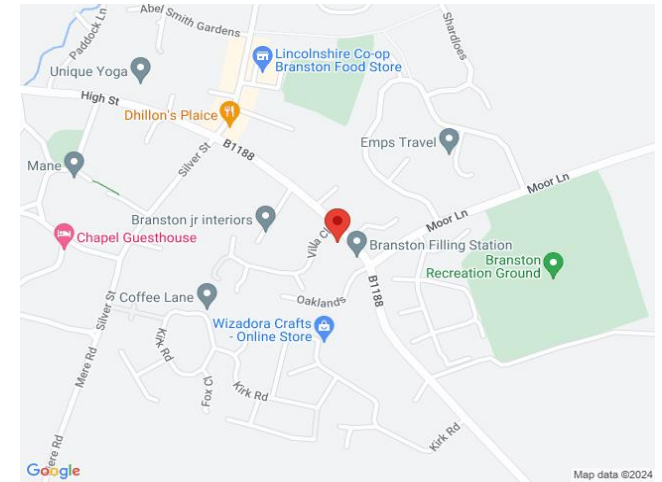 Abel Smith Gardens
Paddock Ln
Shardloes
Lincolnshire Co-op
Branston Food Store
Unique Yoga
High St
Dhillon's Plaice
B1188
Emps Travel
Silver St
Mane
Moor Ln
Moor Ln
Branston jr interiors
Villa Cl
Chapel Guesthouse
Branston Filling Station
Branston
Recreation Ground
B1188
Coffee Lane
Oaklands
Silver St
Wizadora Crafts
- Online Store
Kirk Rd
Mere Rd
Fox Cl
Kirk Rd
Kirk Rd
ere Rd
Google
Map data ©2024